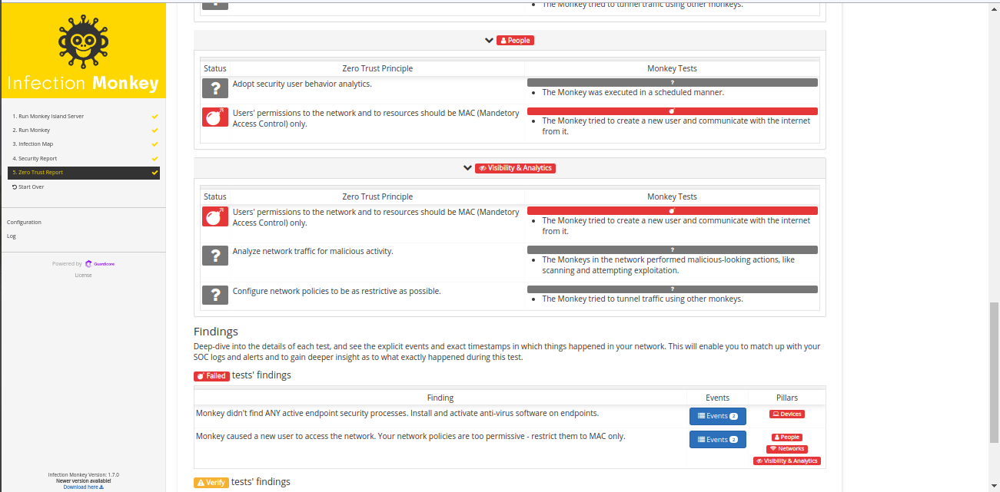 Infection Monkey
1. Run Monkey Island Server
2. Run Monkey
3. Infection Map
4. Security Report
5. Zero Trust Report
Start Over
Configuration
Log
Powered by Guardicore
License
Infection Monkey Version: 1.7.0
Newer version available!
Download here
?
The Monkey tried to tunnel traffic using other monkeys.
People
Status Zero Trust Principle Monkey Tests
? Adopt security user behavior analytics. ?
The Monkey was executed in a scheduled manner.
Users' permissions to the network and to resources should be MAC (Mandetory
Access Control) only.
The Monkey tried to create a new user and communicate with the internet
from it.
Visibility & Analytics
Status Zero Trust Principle Monkey Tests
Users' permissions to the network and to resources should be MAC (Mandetory
Access Control) only.
The Monkey tried to create a new user and communicate with the internet
from it.
? Analyze network traffic for malicious activity. ?
The Monkeys in the network performed malicious-looking actions, like
scanning and attempting exploitation.
? Configure network policies to be as restrictive as possible. ?
The Monkey tried to tunnel traffic using other monkeys.
Findings
Deep-dive into the details of each test, and see the explicit events and exact timestamps in which things happened in your network. This will enable you to match up with your
SOC logs and alerts and to gain deeper insight as to what exactly happened during this test.
Failed tests' findings
Finding Events Pillars
Monkey didn't find ANY active endpoint security processes. Install and activate anti-virus software on endpoints. Events 2 Devices
Monkey caused a new user to access the network. Your network policies are too permissive - restrict them to MAC only. Events 2 People
Networks
Visibility & Analytics
Verify tests' findings